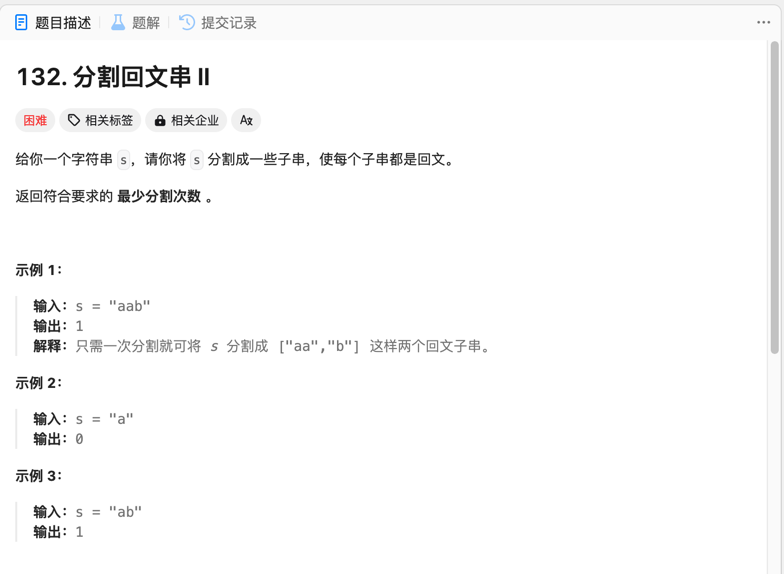 题目描述 题解 提交记录
132. 分割回文串 II
困难 相关标签 相关企业 A文
给你一个字符串 s，请你将 s 分割成一些子串，使每个子串都是回文。
返回符合要求的 最少分割次数 。
示例 1：
输入：s = "aab"
输出：1
解释：只需一次分割就可将 s 分割成 ["aa","b"] 这样两个回文子串。
示例 2：
输入：s = "a"
输出：0
示例 3：
输入：s = "ab"
输出：1